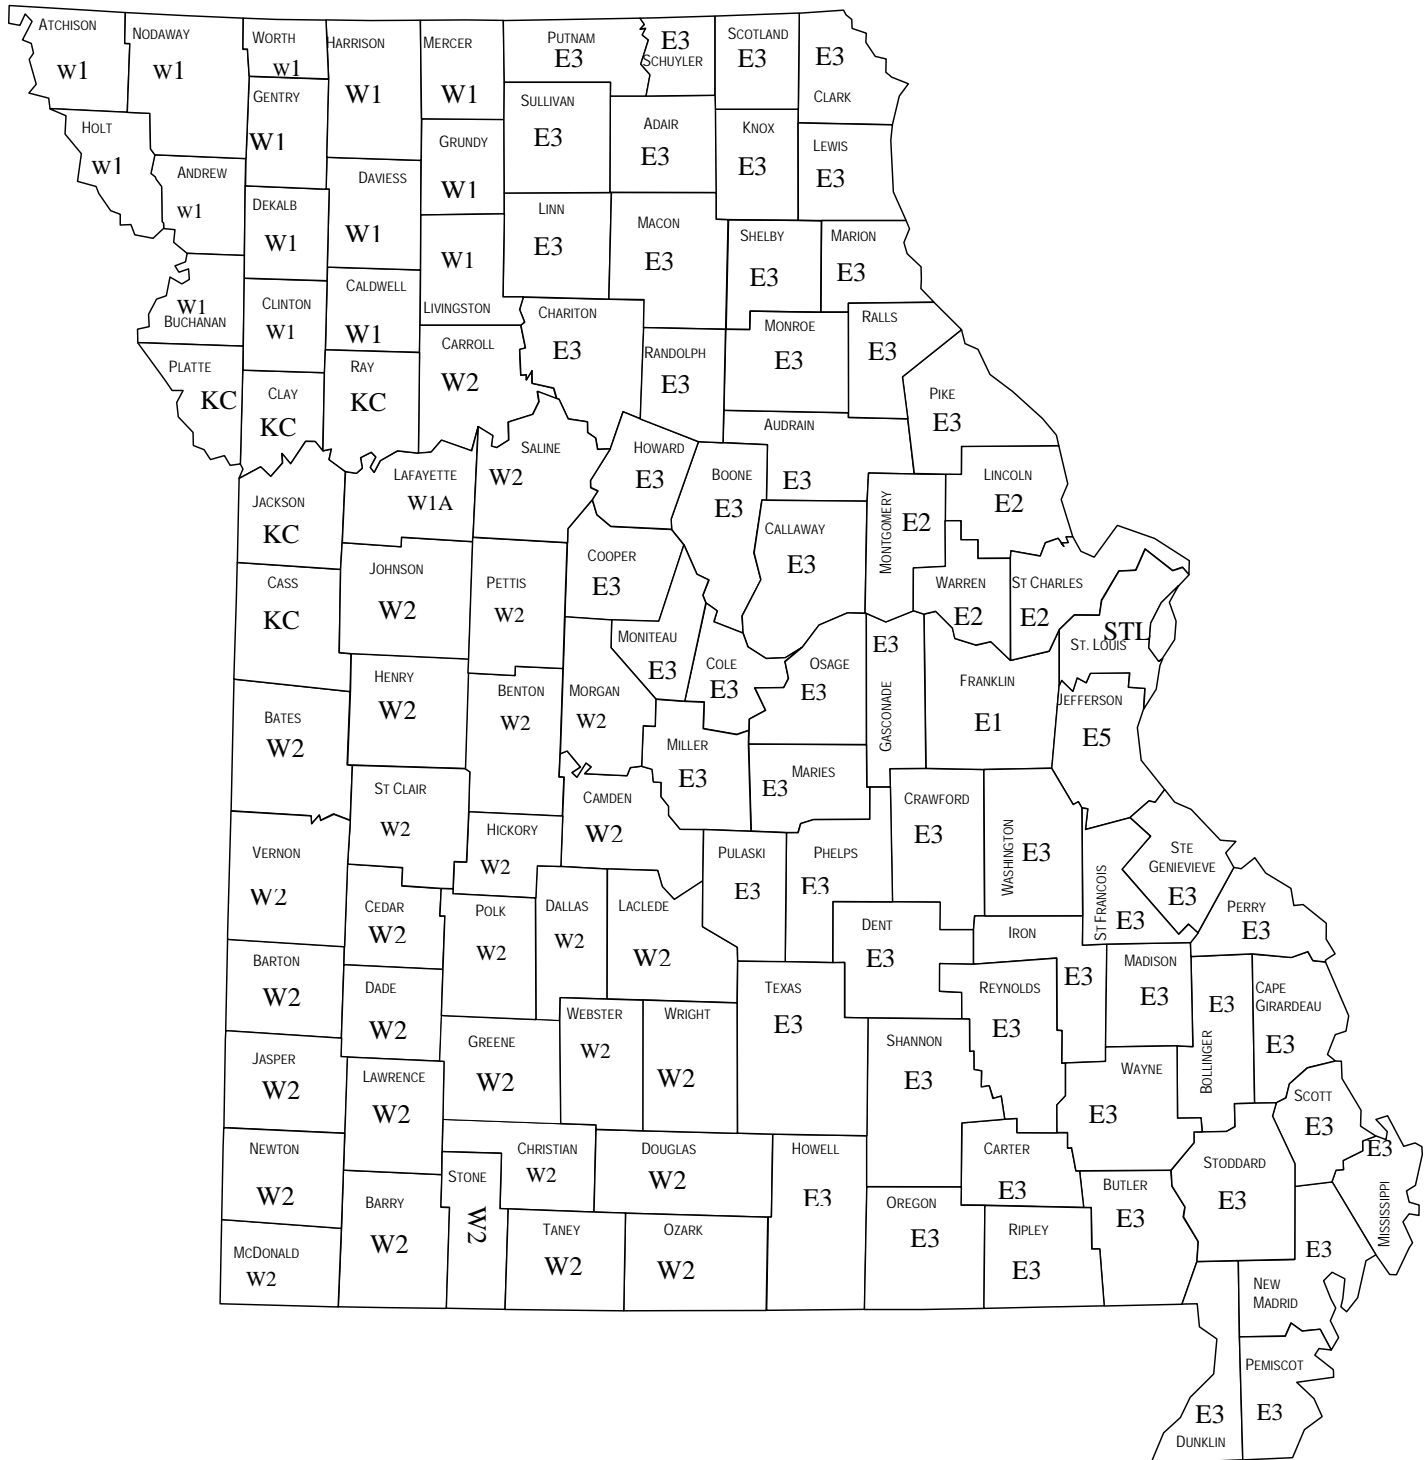 ATCHISON
W1
NODAWAY
W1
WORTH
W1
HARRISON
W1
MERCER
W1
PUTNAM
E3
E3
SCHUYLER
SCOTLAND
E3
E3
CLARK
HOLT
W1
GENTRY
W1
SULLIVAN
E3
ADAIR
E3
KNOX
E3
LEWIS
E3
GRUNDY
W1
ANDREW
W1
DEKALB
W1
DAVIESS
W1
W1
LIVINGSTON
LINN
E3
MACON
E3
SHELBY
E3
MARION
E3
W1
BUCHANAN
CLINTON
W1
CALDWELL
W1
CARROLL
W2
CHARITON
E3
RANDOLPH
E3
MONROE
E3
RALLS
E3
PLATTE
KC
CLAY
KC
RAY
KC
PIKE
E3
AUDRAIN
E3
SALINE
W2
HOWARD
E3
BOONE
E3
LAFAYETTE
W1A
JACKSON
KC
CALLAWAY
E3
MONTGOMERY
E2
LINCOLN
E2
COOPER
E3
CASS
KC
JOHNSON
W2
PETTIS
W2
WARREN
E2
ST CHARLES
E2
STL
ST. LOUIS
MONITEAU
E3
COLE
E3
OSAGE
E3
E3
GASCONADE
FRANKLIN
E1
JEFFERSON
E5
HENRY
W2
BENTON
W2
MORGAN
W2
BATES
W2
MILLER
E3
MARIES
E3
ST CLAIR
W2
CAMDEN
W2
CRAWFORD
E3
WASHINGTON
E3
HICKORY
W2
PULASKI
E3
PHELPS
E3
ST FRANCOIS
E3
STE
GENIEVIEVE
E3
VERNON
W2
CEDAR
W2
POLK
W2
DALLAS
W2
LACLEDE
W2
DENT
E3
IRON
E3
PERRY
E3
BARTON
W2
DADE
W2
TEXAS
E3
REYNOLDS
E3
MADISON
E3
E3
BOLLINGER
CAPE
GIRARDEAU
E3
WEBSTER
W2
WRIGHT
W2
GREENE
W2
SHANNON
E3
JASPER
W2
LAWRENCE
W2
WAYNE
E3
SCOTT
E3
NEWTON
W2
CHRISTIAN
W2
DOUGLAS
W2
HOWELL
E3
CARTER
E3
STODDARD
E3
E3
MISSISSIPPI
STONE
W2
BARRY
W2
BUTLER
E3
OREGON
E3
TANEY
W2
OZARK
W2
RIPLEY
E3
MCDONALD
W2
E3
NEW
MADRID
PEMISCOT
E3
E3
DUNKLIN